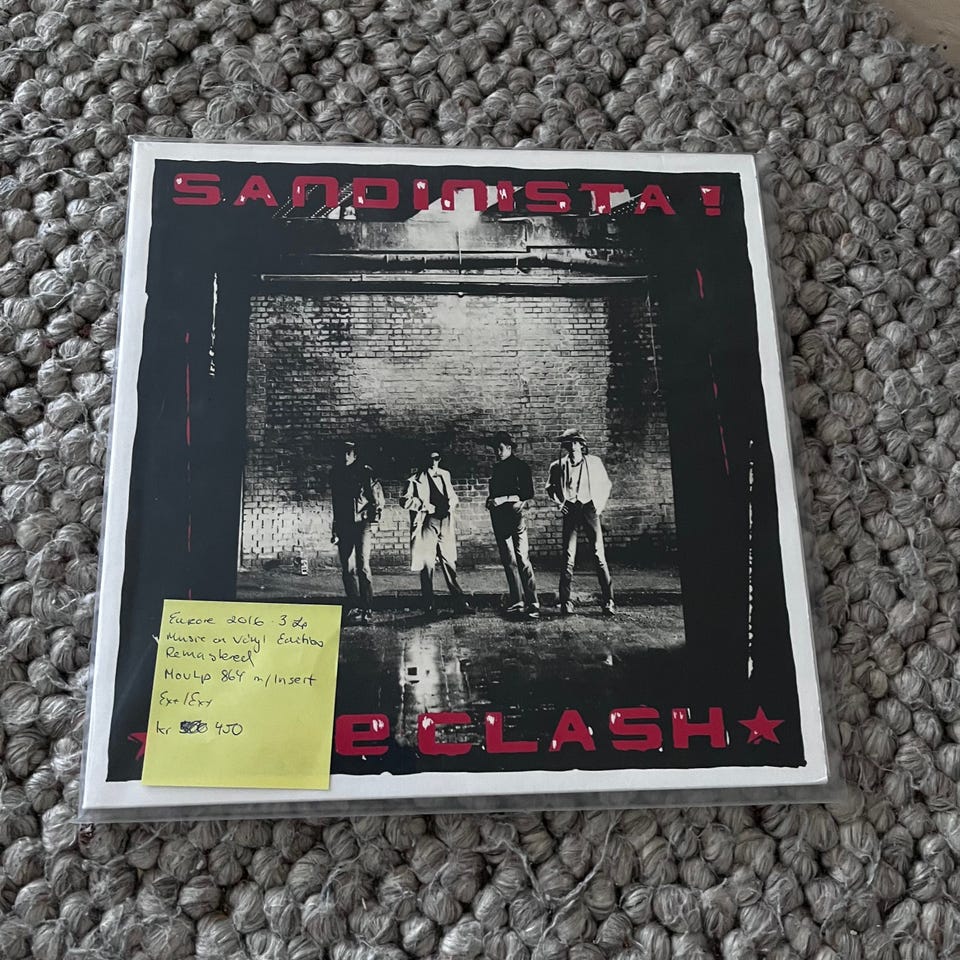 SANDINISTA !
Europe 2016 - 3 Lp
Music on Vinyl Edition
Remastered
MovLp 864 m/Insert
Ex+/Ex+
kr 450
E CLASH